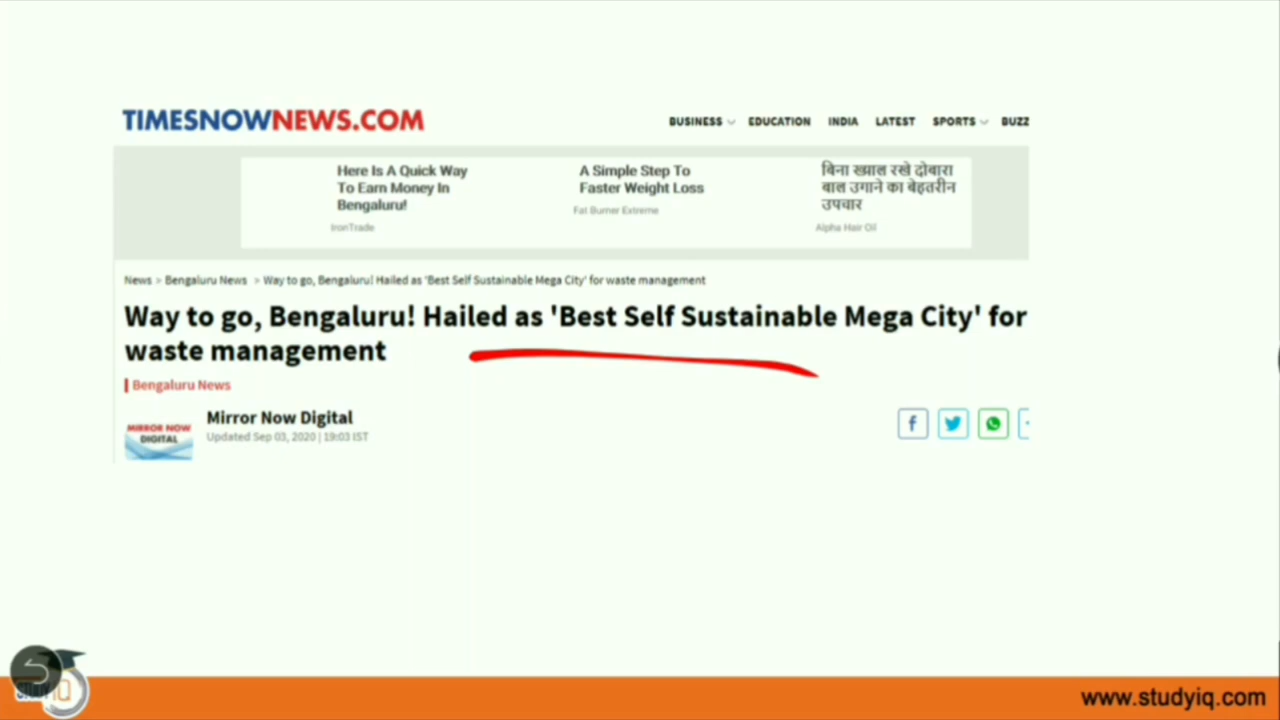 TIMESNOWNEWS.COM
BUSINESS EDUCATION INDIA LATEST SPORTS BUZZ
Here Is A Quick Way
To Earn Money In
Bengaluru!
IronTrade
A Simple Step To
Faster Weight Loss
Fat Burner Extreme
बिना ख्याल रखे दोबारा
बाल उगाने का बेहतरीन
उपचार
Alpha Hair Oil
News > Bengaluru News > Way to go, Bengaluru! Hailed as 'Best Self Sustainable Mega City' for waste management
Way to go, Bengaluru! Hailed as 'Best Self Sustainable Mega City' for
waste management
Bengaluru News
MIRROR NOW
DIGITAL
Mirror Now Digital
Updated Sep 03, 2020 | 19:03 IST
STUDY IQ
www.studyiq.com